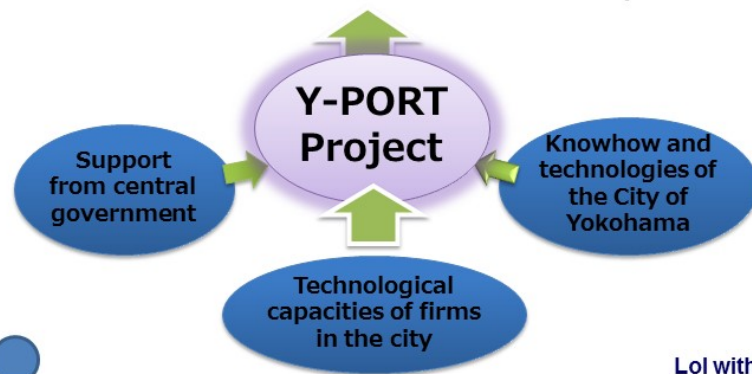 Y-PORT
Project
Support
from central
government
Knowhow and
technologies of
the City of
Yokohama
Technological
capacities of firms
in the city
Lol with